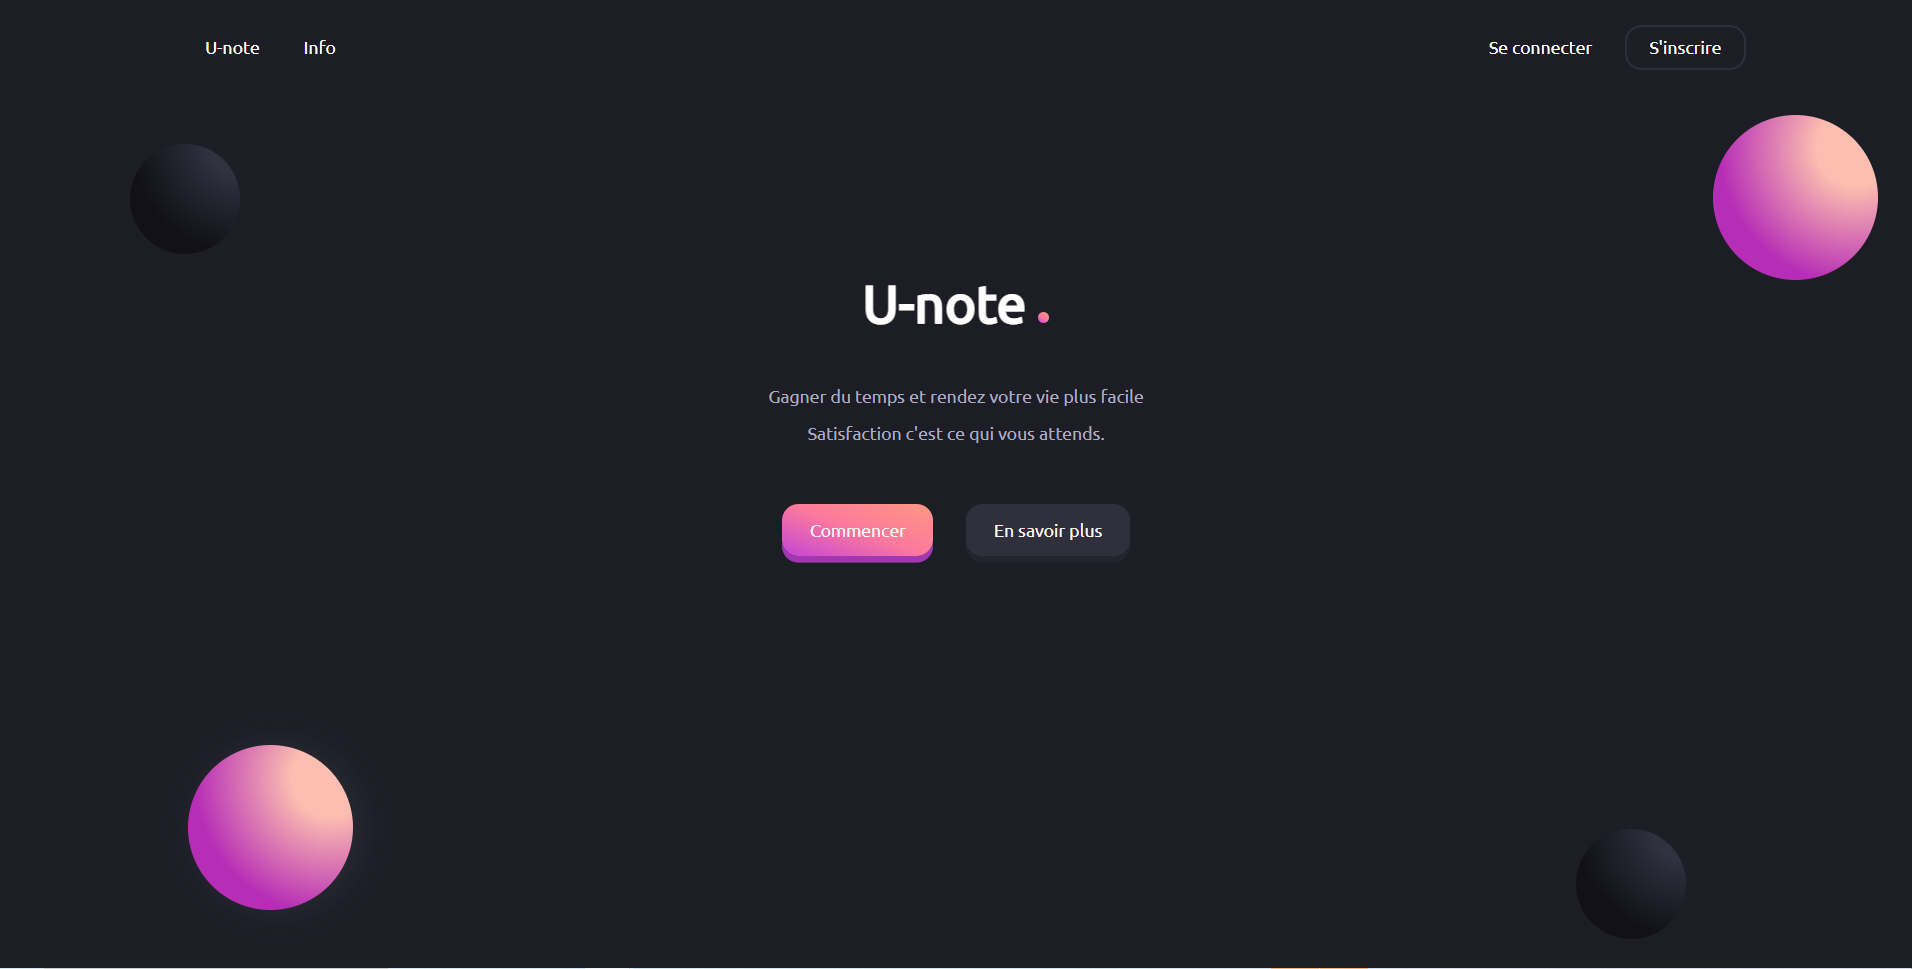 U-note Info Se connecter S'inscrire
U-note .
Gagner du temps et rendez votre vie plus facile
Satisfaction c'est ce qui vous attends.
Commencer En savoir plus